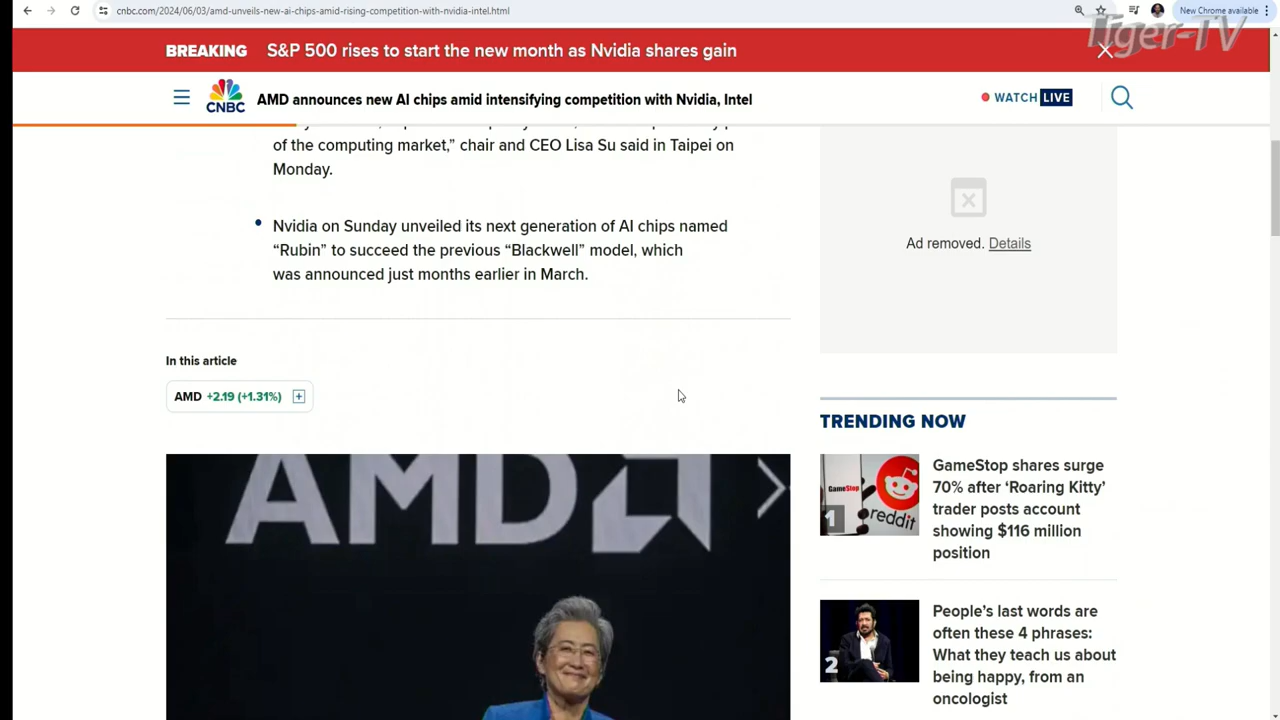 cnbc.com/2024/06/03/amd-unveils-new-ai-chips-amid-rising-competition-with-nvidia-intel.html
New Chrome available
Tiger-TV
BREAKING S&P 500 rises to start the new month as Nvidia shares gain
CNBC
AMD announces new AI chips amid intensifying competition with Nvidia, Intel
WATCH LIVE
of the computing market,” chair and CEO Lisa Su said in Taipei on
Monday.
Nvidia on Sunday unveiled its next generation of AI chips named
“Rubin” to succeed the previous “Blackwell” model, which
was announced just months earlier in March.
In this article
AMD +2.19 (+1.31%)
AMD
Ad removed. Details
TRENDING NOW
GameStop
reddit
1
GameStop shares surge
70% after ‘Roaring Kitty’
trader posts account
showing $116 million
position
2
People’s last words are
often these 4 phrases:
What they teach us about
being happy, from an
oncologist